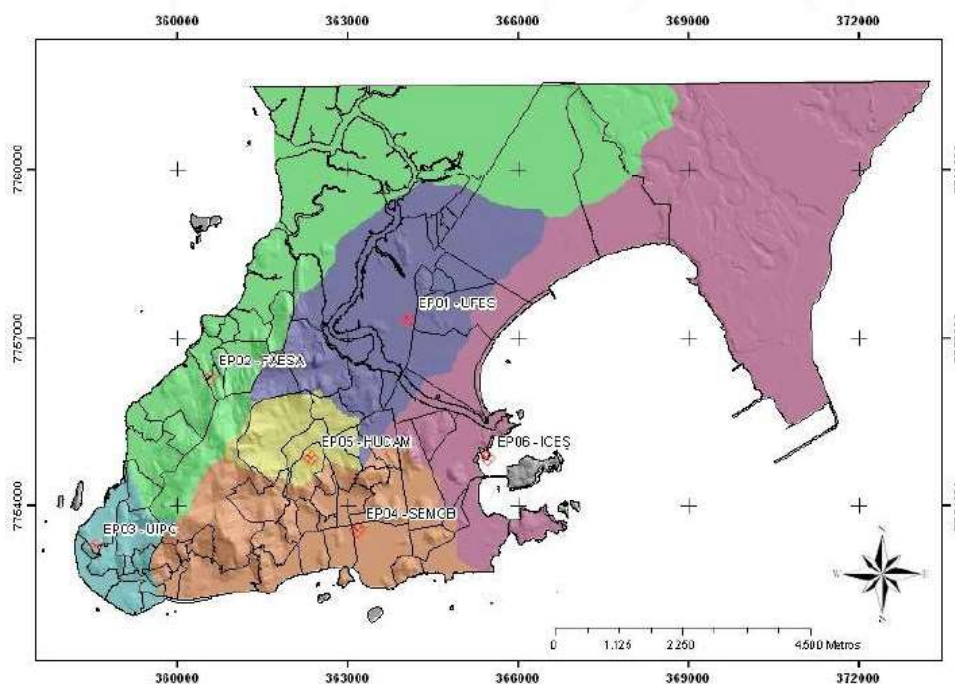 360000 363000 366000 369000 372000
7760000
EP01 - UFES
7757000
EP02 - FAESA
EP05 - HUCAM
EP06 - ICES
7754000
EP04 - SEMOB
EP03 - UIPC
N
W E
S
0 1.125 2.250 4.500 Metros
360000 363000 366000 369000 372000